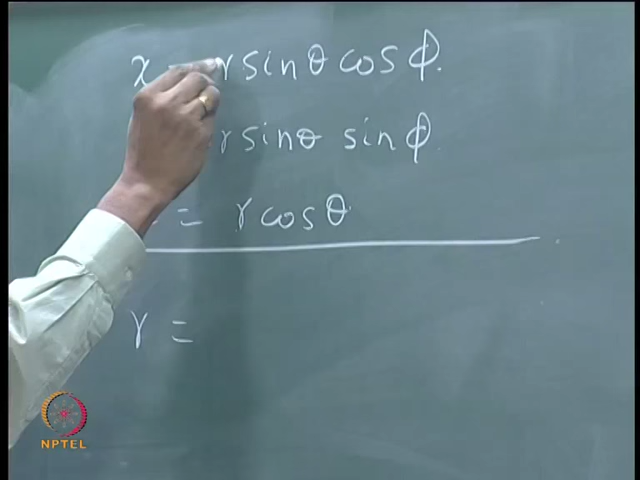 x = r sin θ cos φ.
r sin θ sin φ
= r cos θ
r =
NPTEL